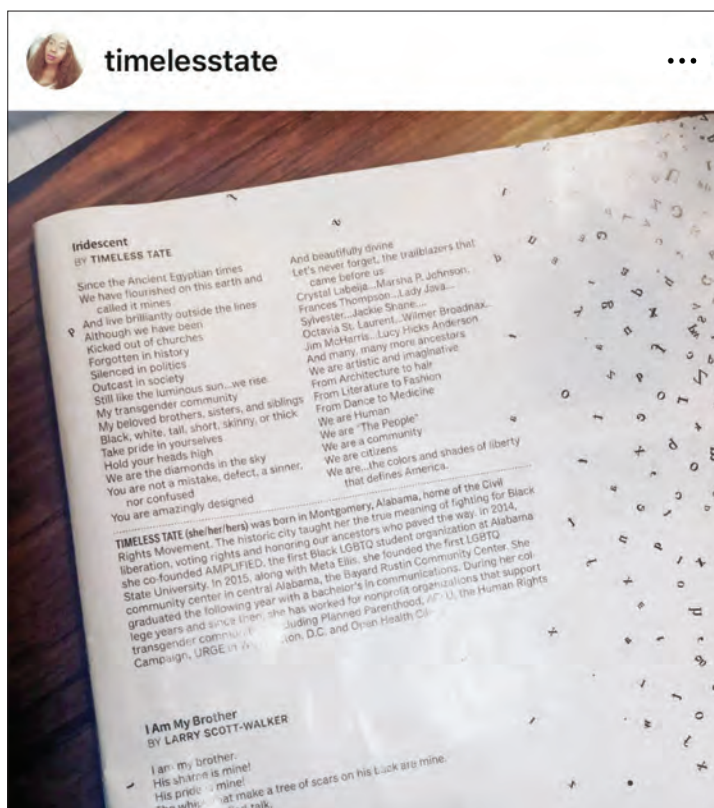 timelesstate
Iridescent
BY TIMELESS TATE
Since the Ancient Egyptian times
We have flourished on this earth and
called it mines
And live brilliantly outside the lines
Although we have been
Kicked out of churches
Forgotten in history
Silenced in politics
Outcast in society
Still like the luminous sun...we rise
My transgender community
My beloved brothers, sisters, and siblings
Black, white, tall, short, skinny, or thick
Take pride in yourselves
Hold your heads high
We are the diamonds in the sky
You are not a mistake, defect, a sinner,
nor confused
You are amazingly designed
And beautifully divine
Let's never forget, the trailblazers that
came before us
Crystal Labeija...Marsha P. Johnson,
Frances Thompson...Lady Java...
Sylvester...Jackie Shane....
Octavia St. Laurent...Wilmer Broadnax...
Jim McHarris...Lucy Hicks Anderson
And many, many more ancestors
We are artistic and imaginative
From Architecture to hair
From Literature to Fashion
From Dance to Medicine
We are Human
We are "The People"
We are a community
We are citizens
We are...the colors and shades of liberty
that defines America.
TIMELESS TATE (she/her/hers) was born in Montgomery, Alabama, home of the Civil
Rights Movement. The historic city taught her the true meaning of fighting for Black
liberation, voting rights and honoring our ancestors who paved the way. In 2014,
she co-founded AMPLIFIED, the first Black LGBTQ student organization at Alabama
State University. In 2015, along with Meta Ellis, she founded the first LGBTQ
community center in central Alabama, the Bayard Rustin Community Center. She
graduated the following year with a bachelor's in communications. During her col-
lege years and since then, she has worked for nonprofit organizations that support
transgender including Planned Parenthood, the Human Rights
Campaign, URGE in D.C. and Open Health
I Am My Brother
BY LARRY SCOTT-WALKER
I am my brother.
His shame is mine!
His pride is mine!
The that make a tree of scars on his back are mine.
talk.